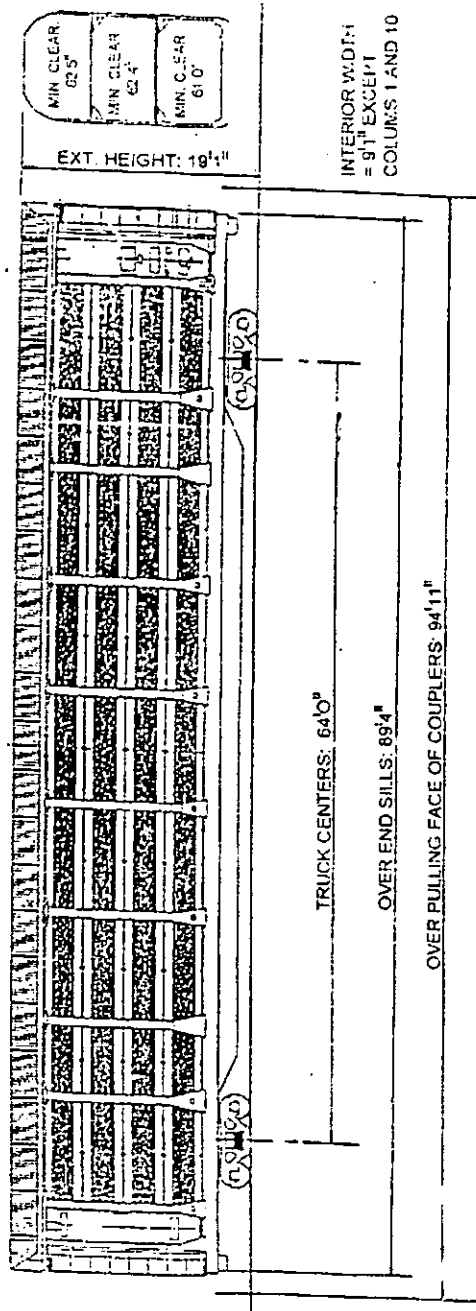 MIN. CLEAR.
62.5"
MIN. CLEAR
62.4"
MIN. CLEAR
61.0"
EXT. HEIGHT: 19'1"
INTERIOR WIDTH
= 9'1" EXCEPT
COLUMS 1 AND 10
TRUCK CENTERS: 64'0"
OVER END SILLS: 89'4"
OVER PULLING FACE OF COUPLERS: 94'11"